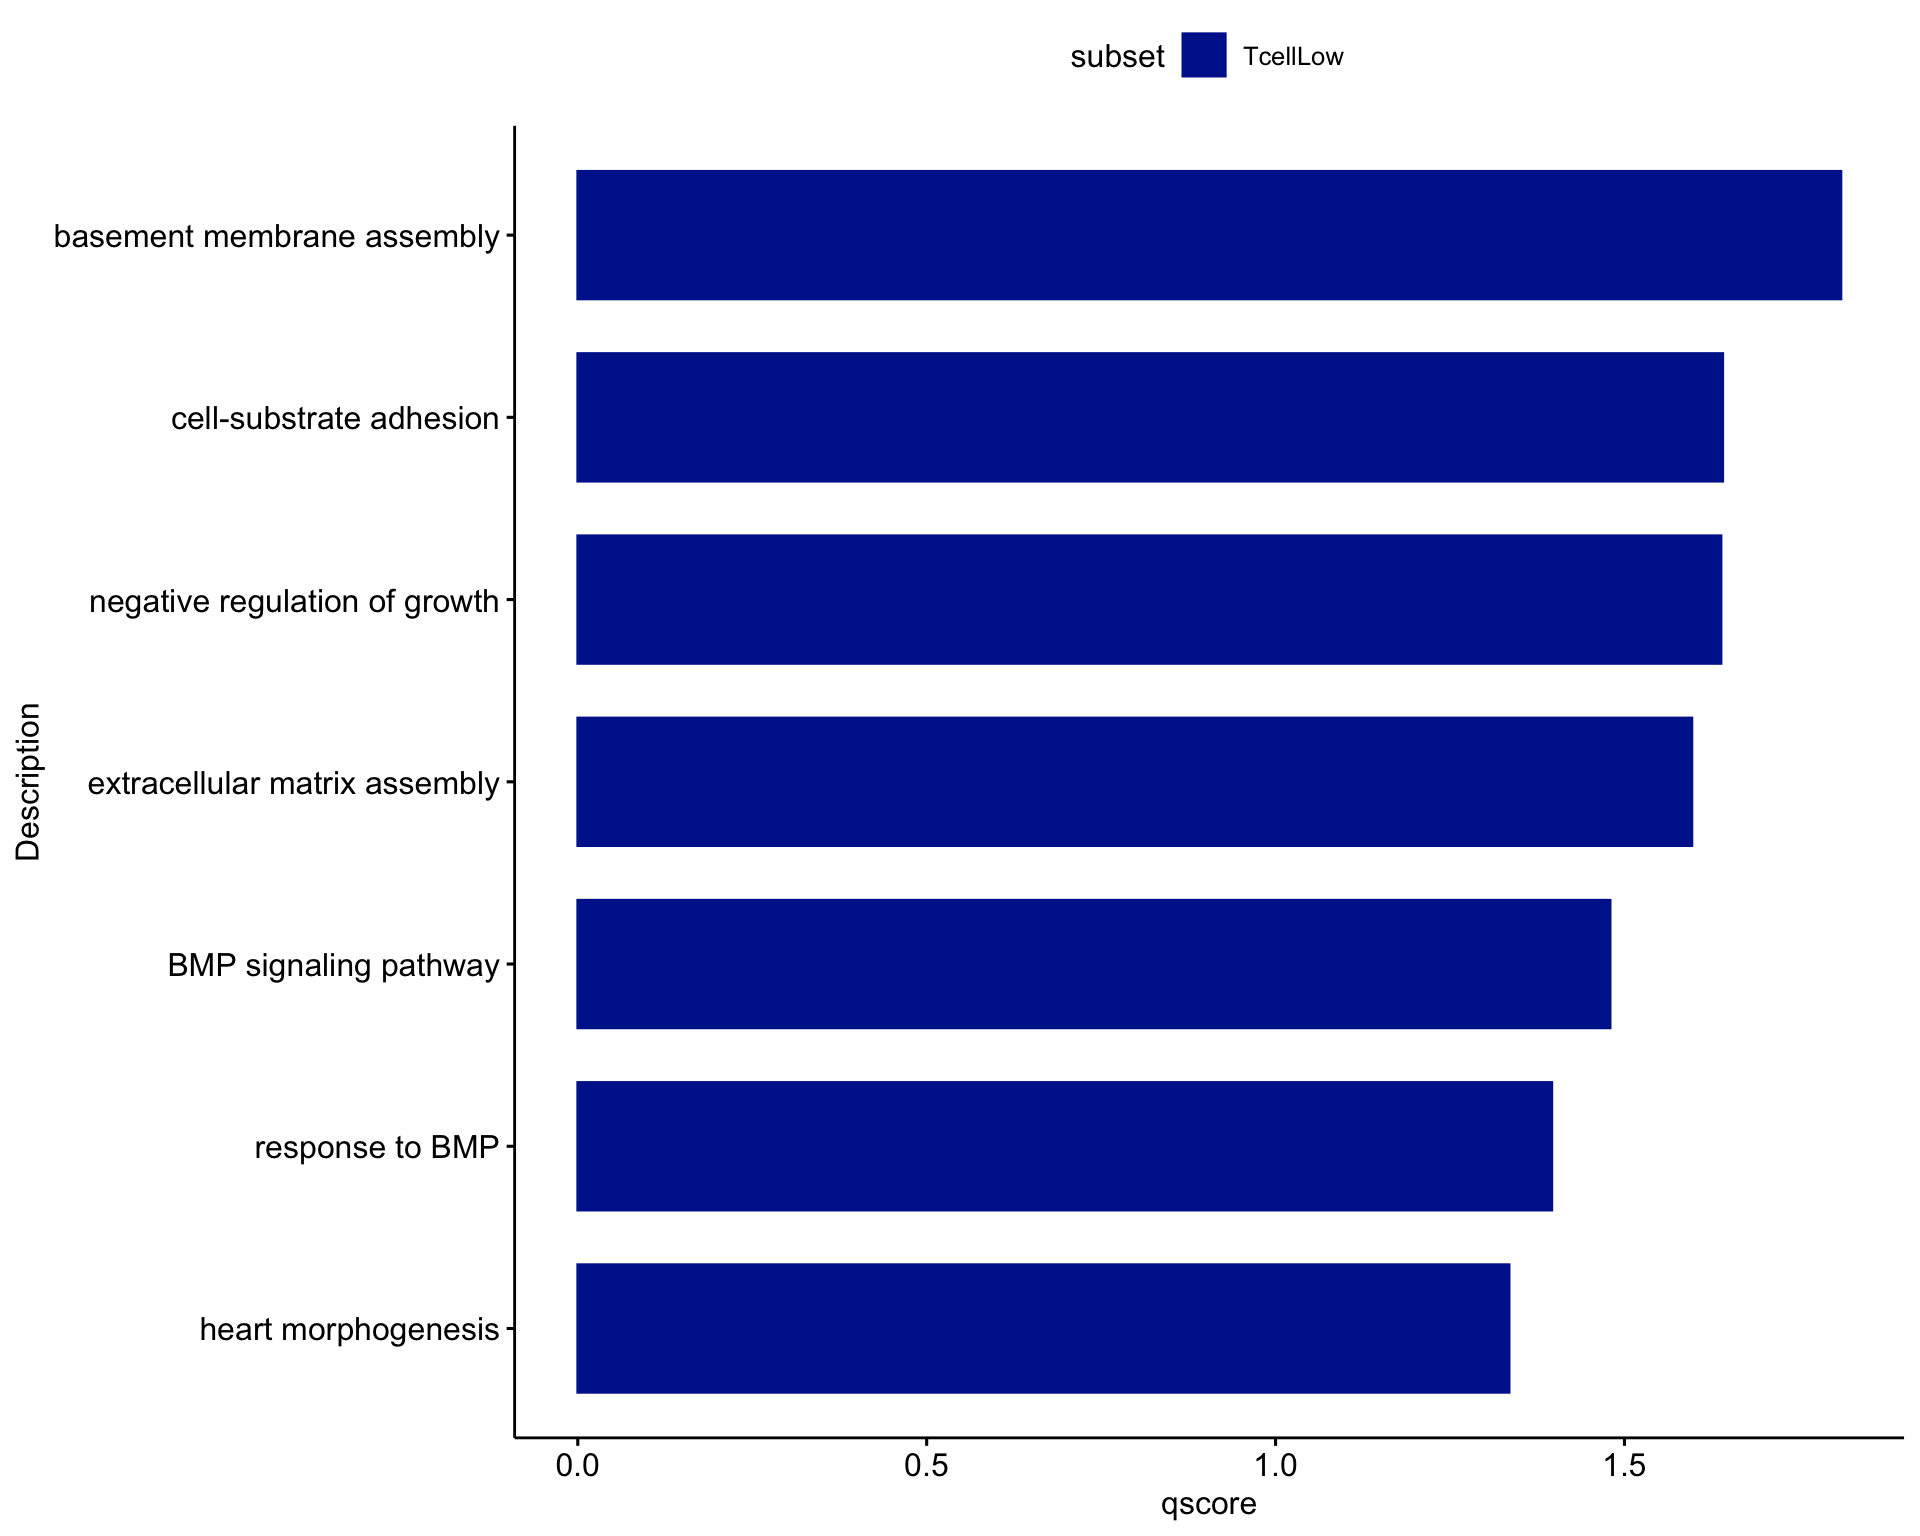 subset TcellLow
basement membrane assembly
cell-substrate adhesion
negative regulation of growth
extracellular matrix assembly
BMP signaling pathway
response to BMP
heart morphogenesis
Description
0.0 0.5 1.0 1.5
qscore